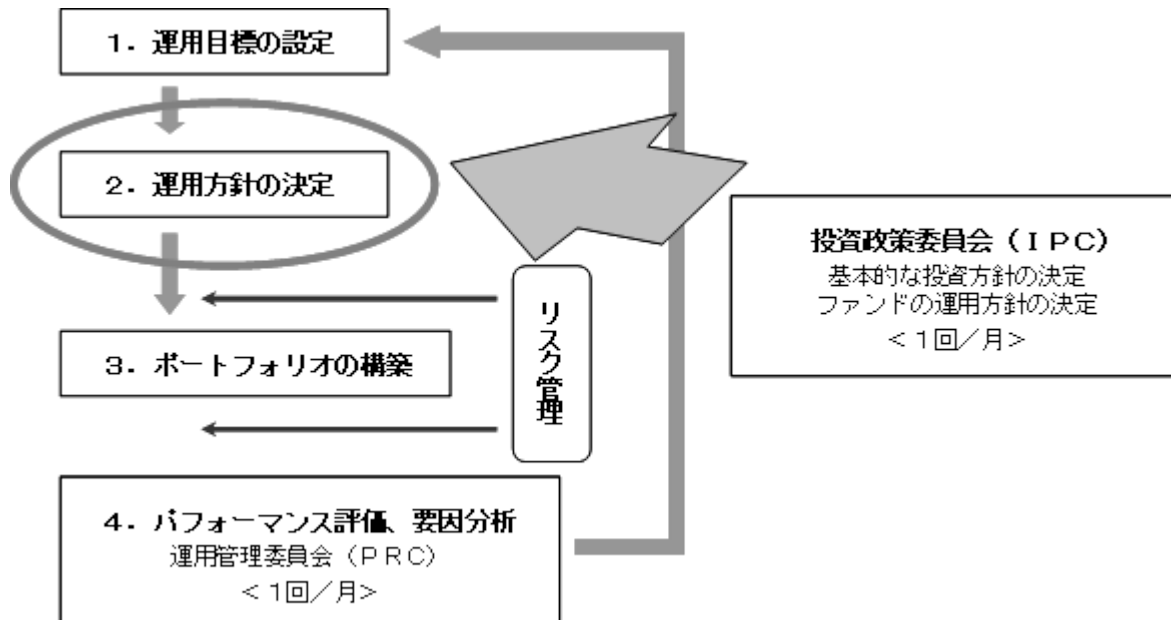 １．運用目標の設定
２．運用方針の決定
投資政策委員会（ＩＰＣ）
基本的な投資方針の決定
ファンドの運用方針の決定
＜１回／月＞
リスク管理
３．ポートフォリオの構築
４．パフォーマンス評価、要因分析
運用管理委員会（ＰＲＣ）
＜１回／月＞